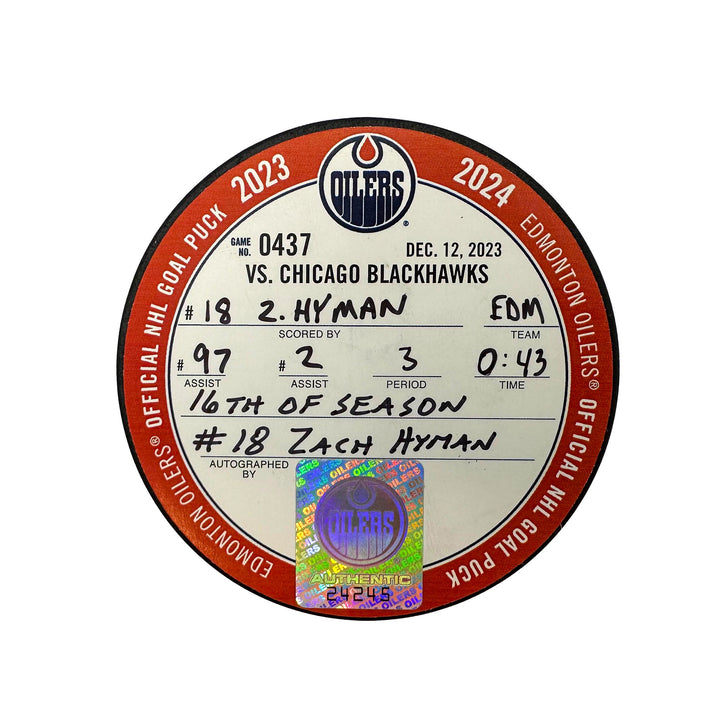 2023
2024
OILERS
®
EDMONTON OILERS® OFFICIAL NHL GOAL PUCK
EDMONTON OILERS® OFFICIAL NHL GOAL PUCK
GAME NO. 0437
DEC. 12, 2023
VS. CHICAGO BLACKHAWKS
#18 Z. HYMAN EDM
SCORED BY TEAM
#97 #2 3 0:43
ASSIST ASSIST PERIOD TIME
16TH OF SEASON
#18 ZACH HYMAN
AUTOGRAPHED BY
OILERS
AUTHENTIC
24245